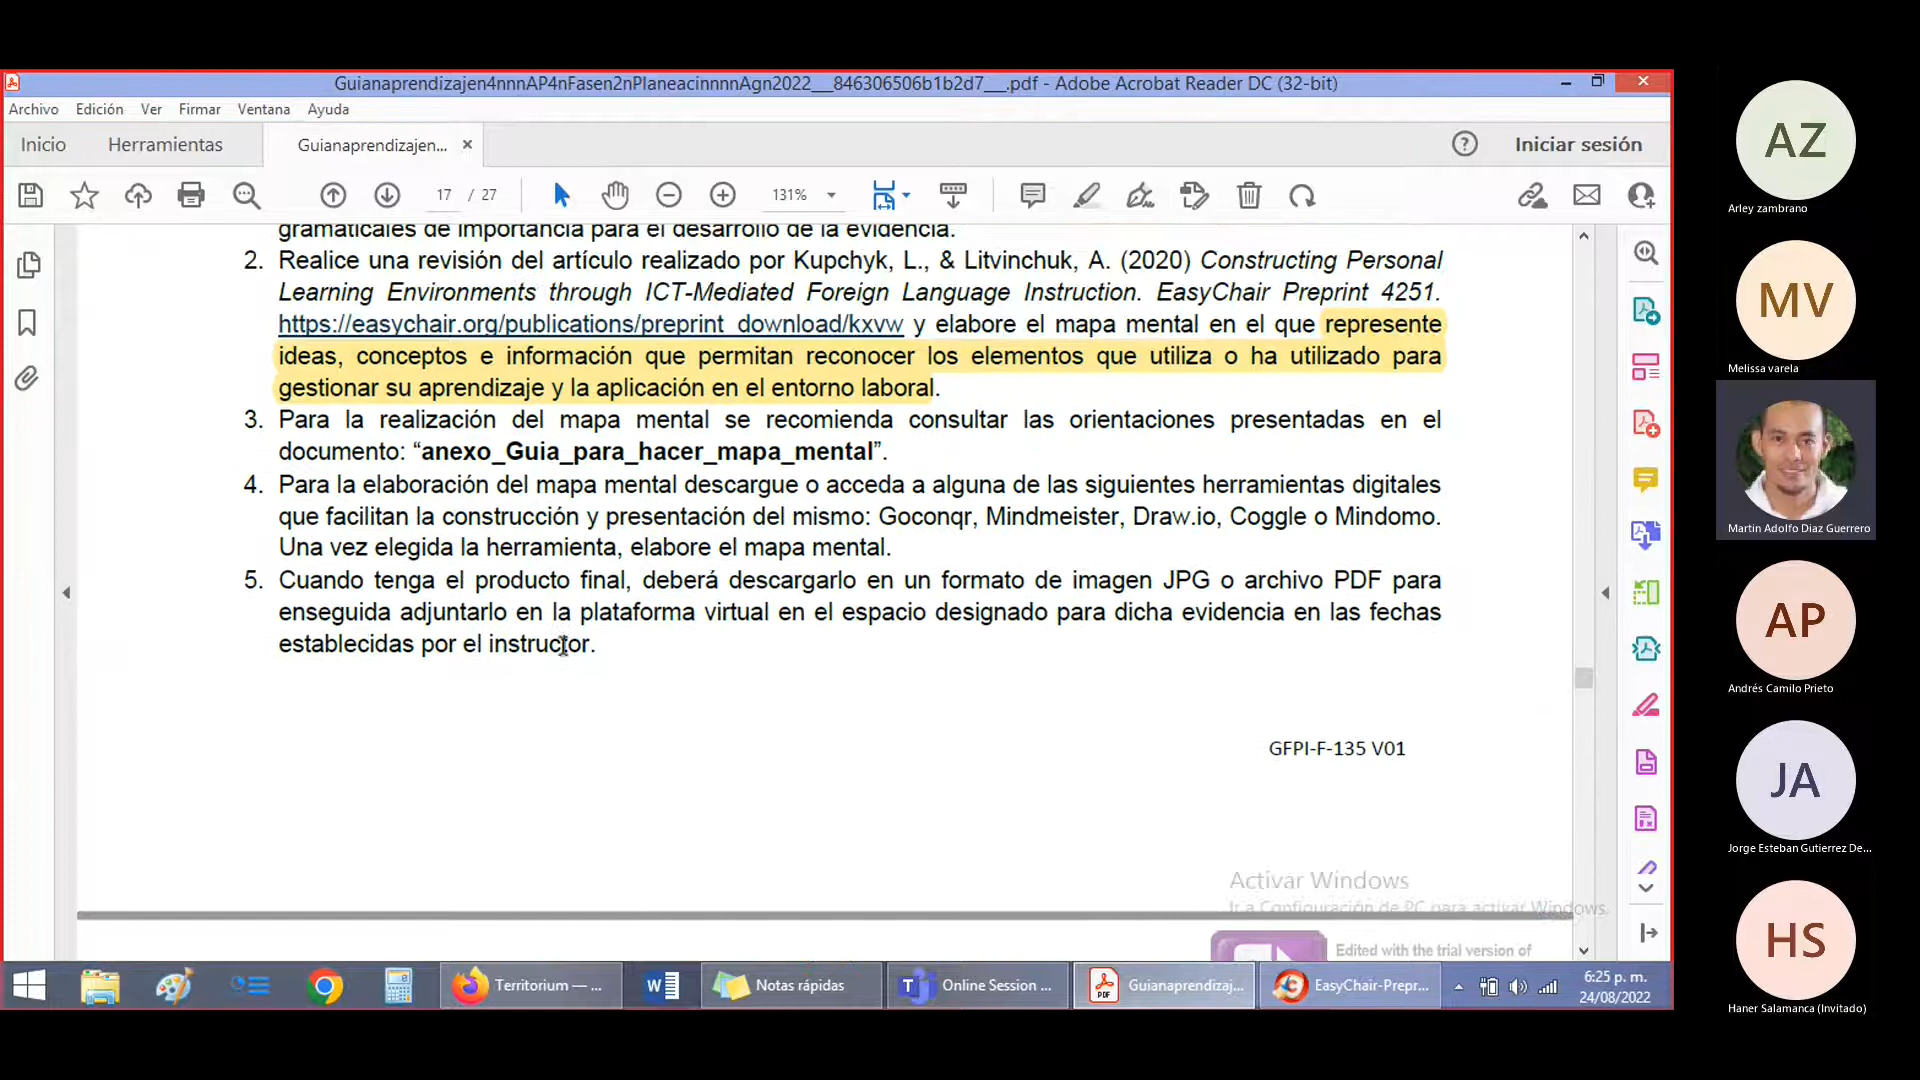 Guianaprendizajen4nnnAP4nFasen2nPlaneacinnnnAgn2022__846306506b1b2d7__.pdf - Adobe Acrobat Reader DC (32-bit)
Archivo Edición Ver Firmar Ventana Ayuda
Inicio Herramientas Guianaprendizajen... × Iniciar sesión
17 / 27 131%
gramaticales de importancia para el desarrollo de la evidencia.
2. Realice una revisión del artículo realizado por Kupchyk, L., & Litvinchuk, A. (2020) Constructing Personal
Learning Environments through ICT-Mediated Foreign Language Instruction. EasyChair Preprint 4251.
https://easychair.org/publications/preprint_download/kxvw y elabore el mapa mental en el que represente
ideas, conceptos e información que permitan reconocer los elementos que utiliza o ha utilizado para
gestionar su aprendizaje y la aplicación en el entorno laboral.
3. Para la realización del mapa mental se recomienda consultar las orientaciones presentadas en el
documento: “anexo_Guia_para_hacer_mapa_mental”.
4. Para la elaboración del mapa mental descargue o acceda a alguna de las siguientes herramientas digitales
que facilitan la construcción y presentación del mismo: Goconqr, Mindmeister, Draw.io, Coggle o Mindomo.
Una vez elegida la herramienta, elabore el mapa mental.
5. Cuando tenga el producto final, deberá descargarlo en un formato de imagen JPG o archivo PDF para
enseguida adjuntarlo en la plataforma virtual en el espacio designado para dicha evidencia en las fechas
establecidas por el instructor.
GFPI-F-135 V01
Activar Windows
Ir a Configuración de PC para activar Windows.
Edited with the trial version of
Territorium — ... Notas rápidas Online Session ... Guianaprendizaj... EasyChair-Prepr...
6:25 p. m.
24/08/2022
AZ
Arley zambrano
MV
Melissa varela
Martin Adolfo Diaz Guerrero
AP
Andrés Camilo Prieto
JA
Jorge Esteban Gutierrez De...
HS
Haner Salamanca (Invitado)